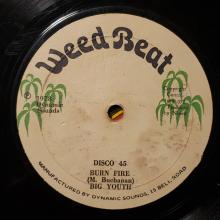 Weed Beat
DISCO 45
BURN FIRE
(M. Buchanan)
BIG YOUTH
MANUFACTURED BY DYNAMIC SOUNDS, 15 BELL-ROAD